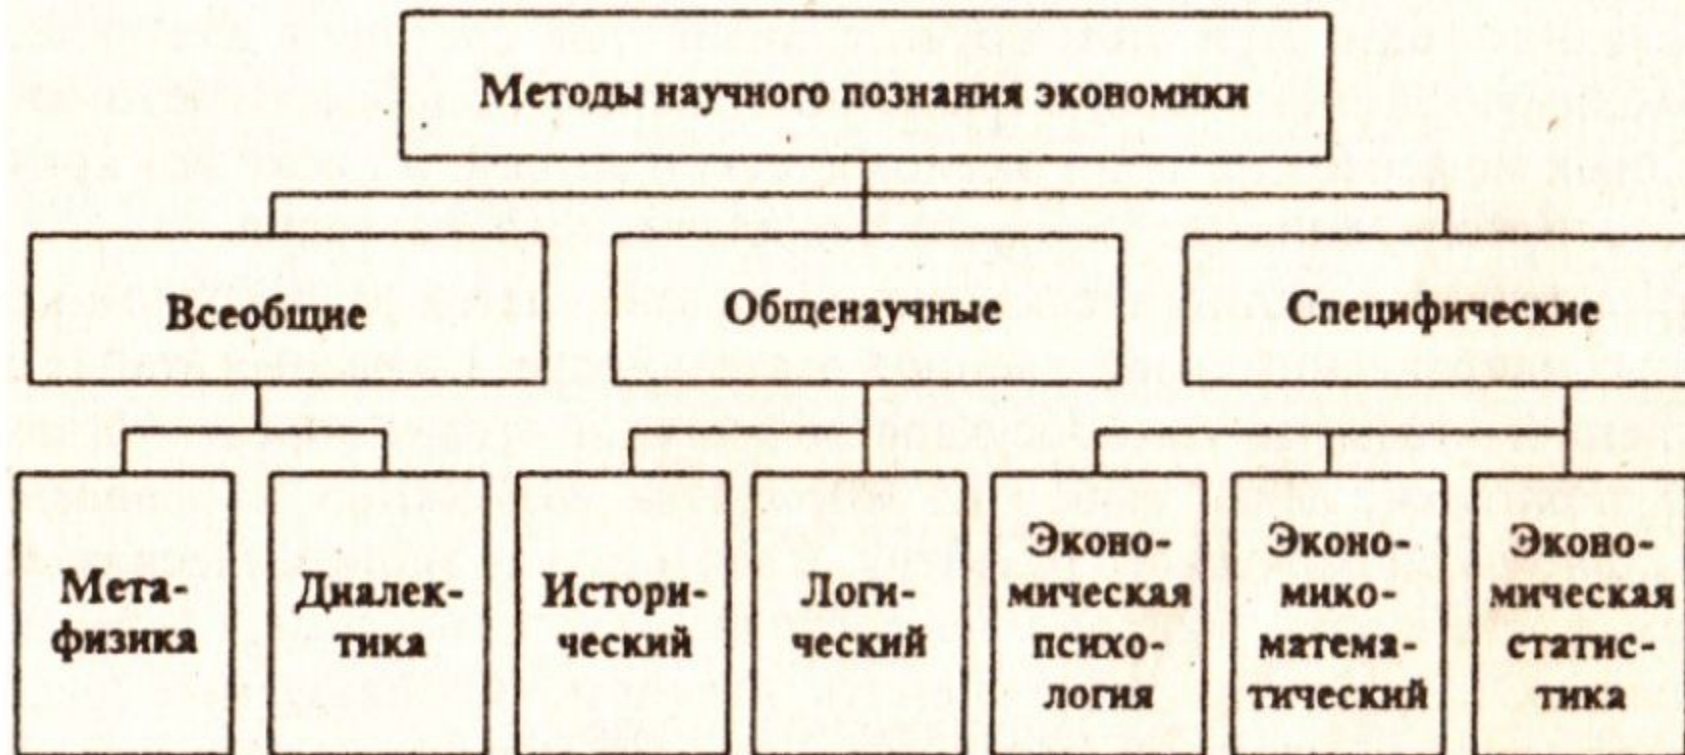 Методы научного познания экономики
Всеобщие
Общенаучные
Специфические
Мета-
физика
Диалек-
тика
Истори-
ческий
Логи-
ческий
Эконо-
мическая
психо-
логия
Эконо-
мико-
матема-
тический
Эконо-
мическая
статис-
тика